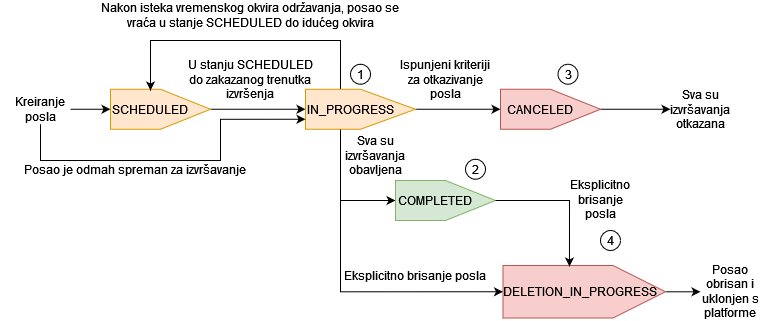 Nakon isteka vremenskog okvira održavanja, posao se
vraća u stanje SCHEDULED do idućeg okvira
U stanju SCHEDULED
do zakazanog trenutka
izvršenja
1
Ispunjeni kriteriji
za otkazivanje
posla
3
Kreiranje
posla
SCHEDULED
IN_PROGRESS
CANCELED
Sva su
izvršavanja
otkazana
Posao je odmah spreman za izvršavanje
Sva su
izvršavanja
obavljena
2
COMPLETED
Eksplicitno
brisanje
posla
4
Eksplicitno brisanje posla
DELETION_IN_PROGRESS
Posao
obrisan i
uklonjen s
platforme